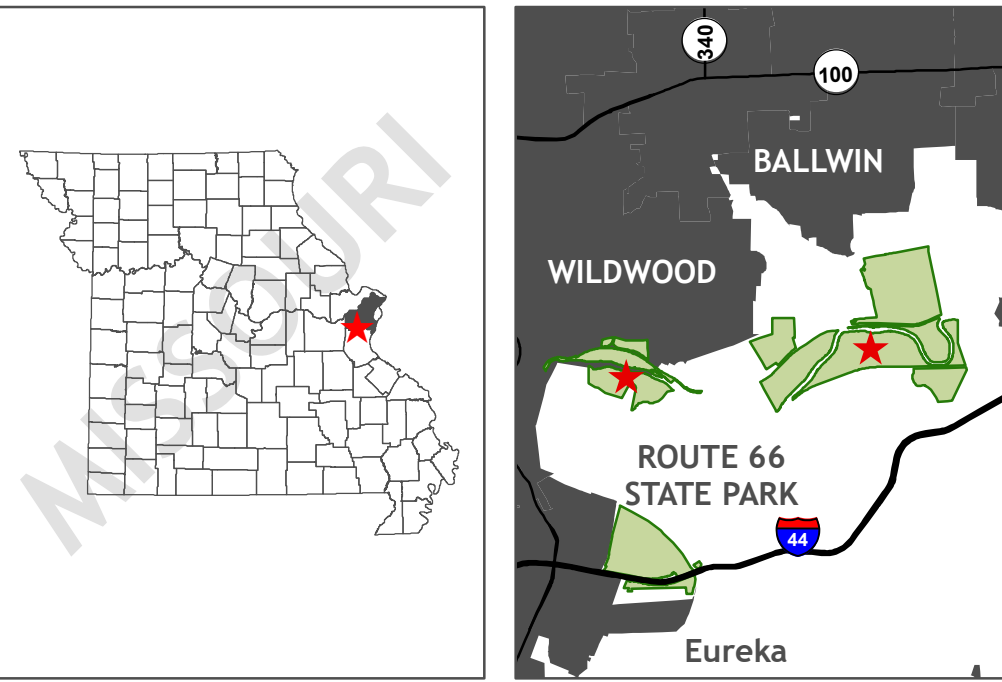 MISSOURI
340
100
BALLWIN
WILDWOOD
ROUTE 66
STATE PARK
44
Eureka